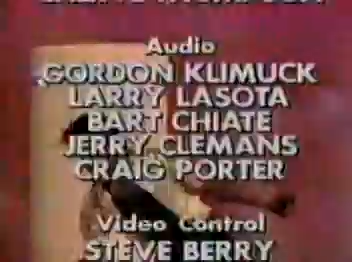 Audio
GORDON KLIMUCK
LARRY LASOTA
BART CHIATE
JERRY CLEMANS
CRAIG PORTER
Video Control
STEVE BERRY